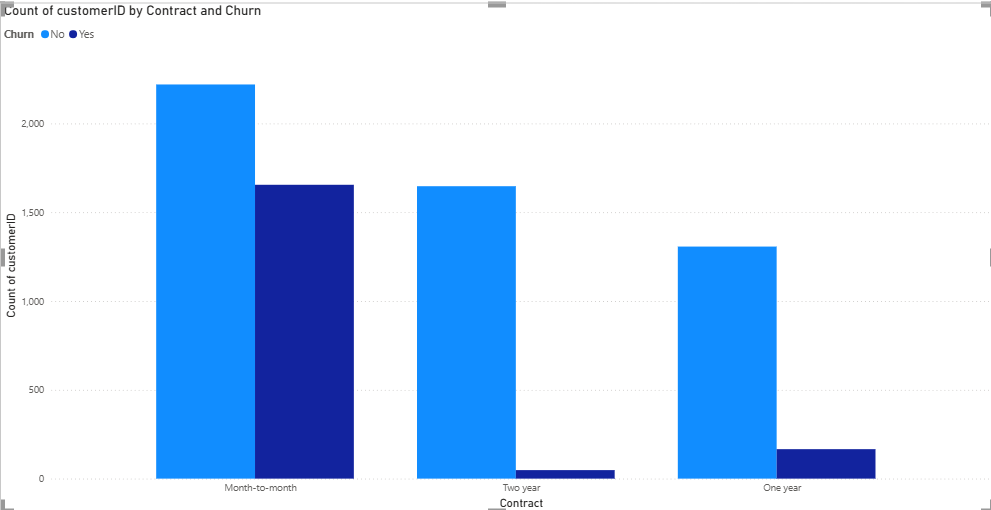 Count of customerID by Contract and Churn
Churn No Yes
2,000
1,500
1,000
500
0
Count of customerID
Month-to-month Two year One year
Contract